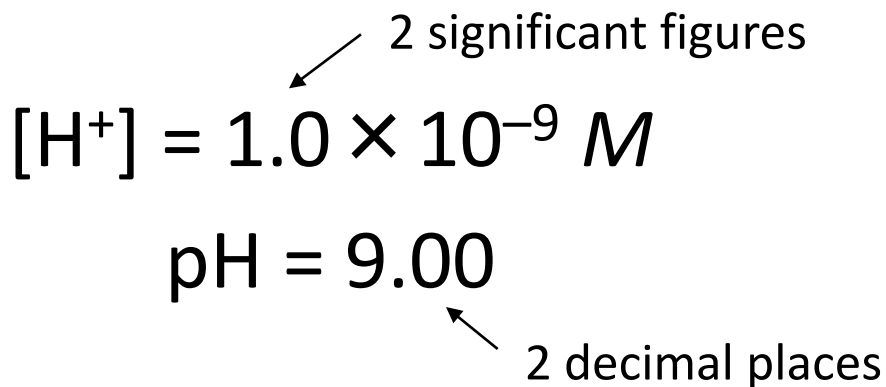 2 significant figures
[H⁺] = 1.0 × 10⁻⁹ M
pH = 9.00
2 decimal places